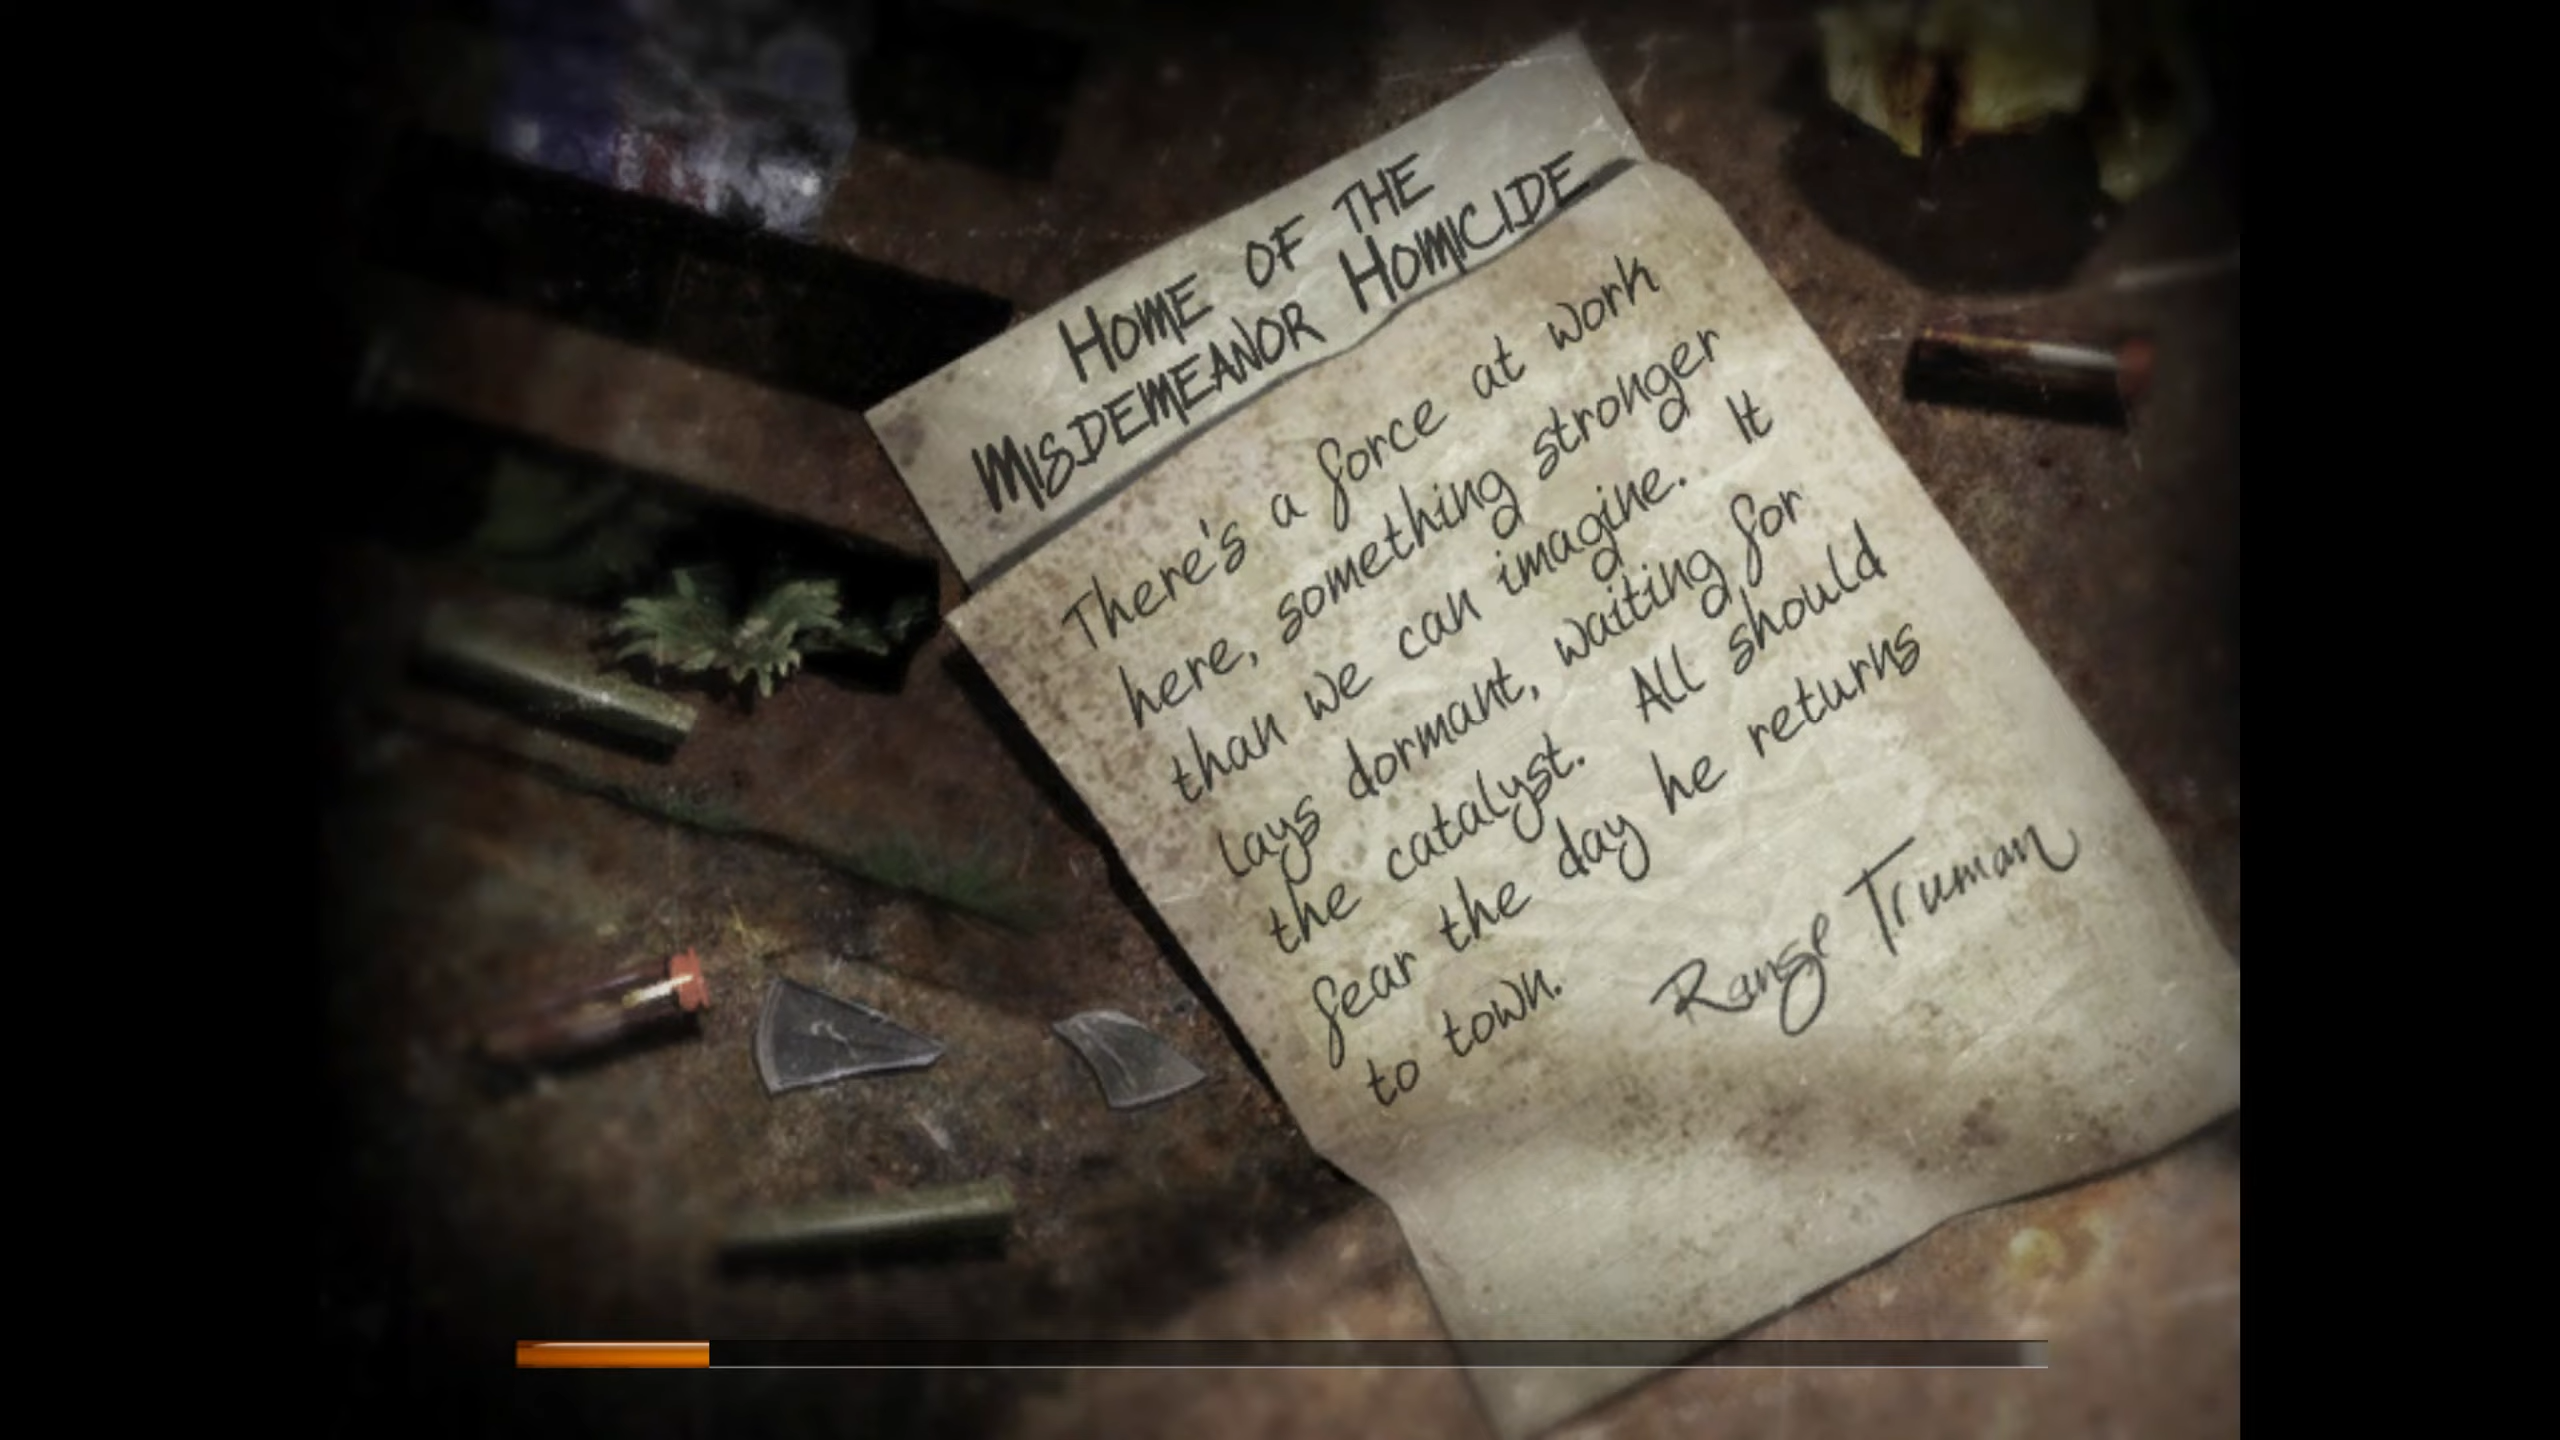 HOME OF THE
MISDEMEANOR HOMICIDE
There's a force at work
here, something stronger
than we can imagine. It
lays dormant, waiting for
the catalyst. All should
fear the day he returns
to town.
Range Truman